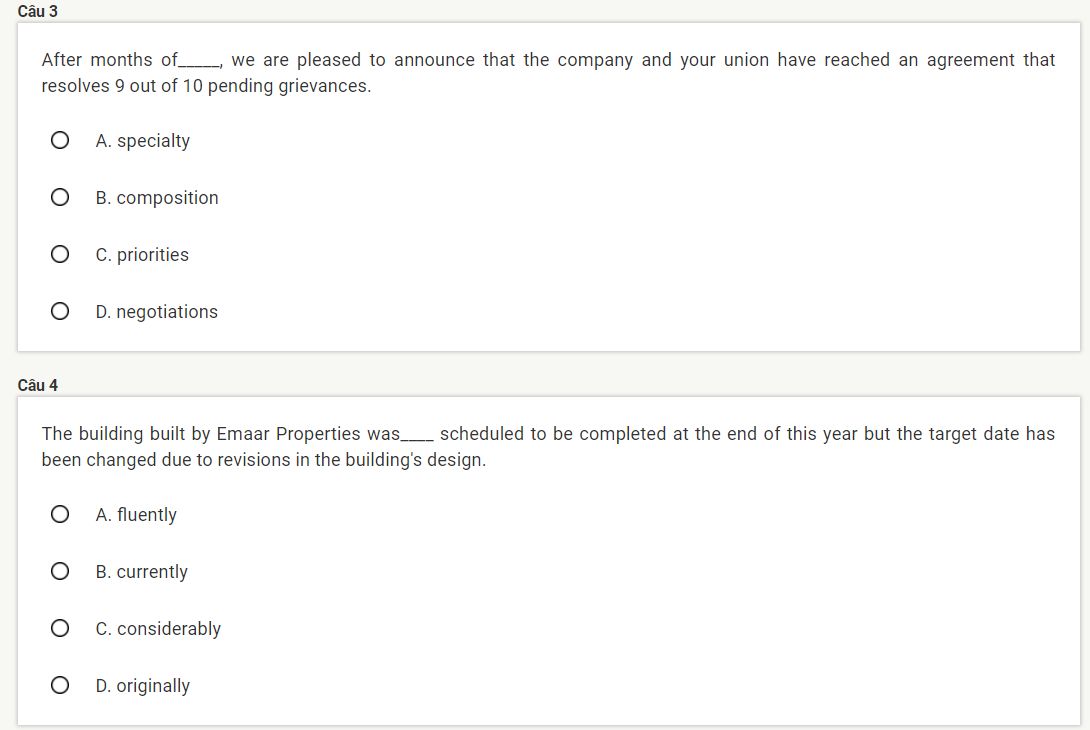 Câu 3
After months of_____, we are pleased to announce that the company and your union have reached an agreement that
resolves 9 out of 10 pending grievances.
A. specialty
B. composition
C. priorities
D. negotiations
Câu 4
The building built by Emaar Properties was____ scheduled to be completed at the end of this year but the target date has
been changed due to revisions in the building's design.
A. fluently
B. currently
C. considerably
D. originally